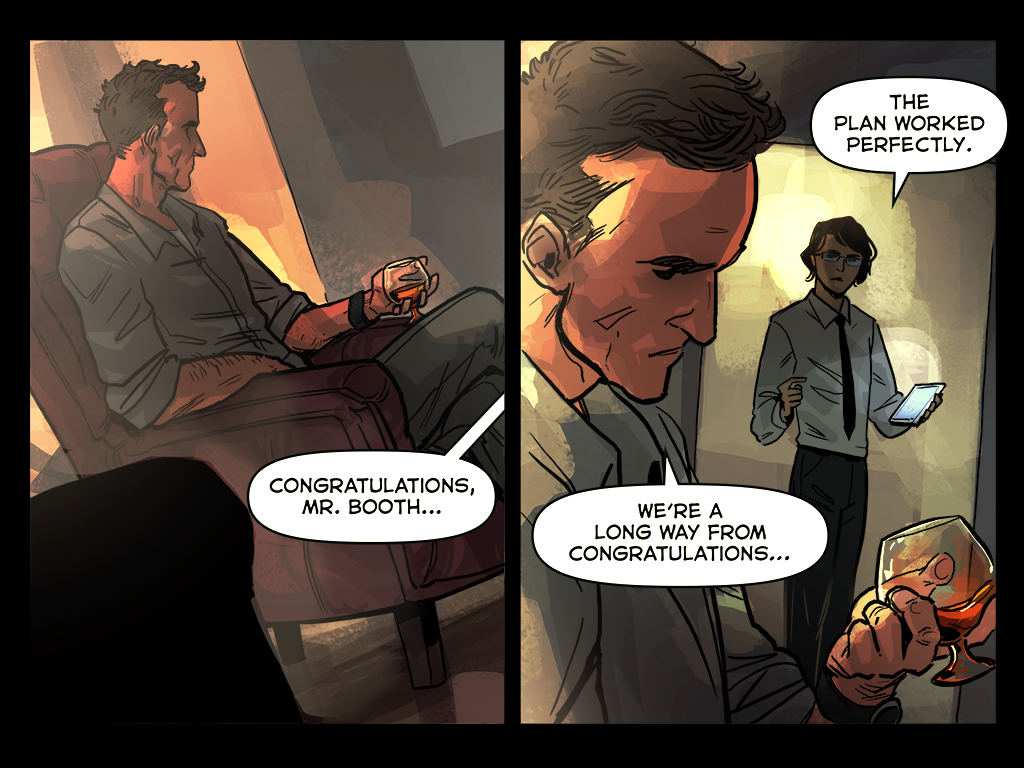 CONGRATULATIONS,
MR. BOOTH...
THE
PLAN WORKED
PERFECTLY.
WE'RE A
LONG WAY FROM
CONGRATULATIONS...